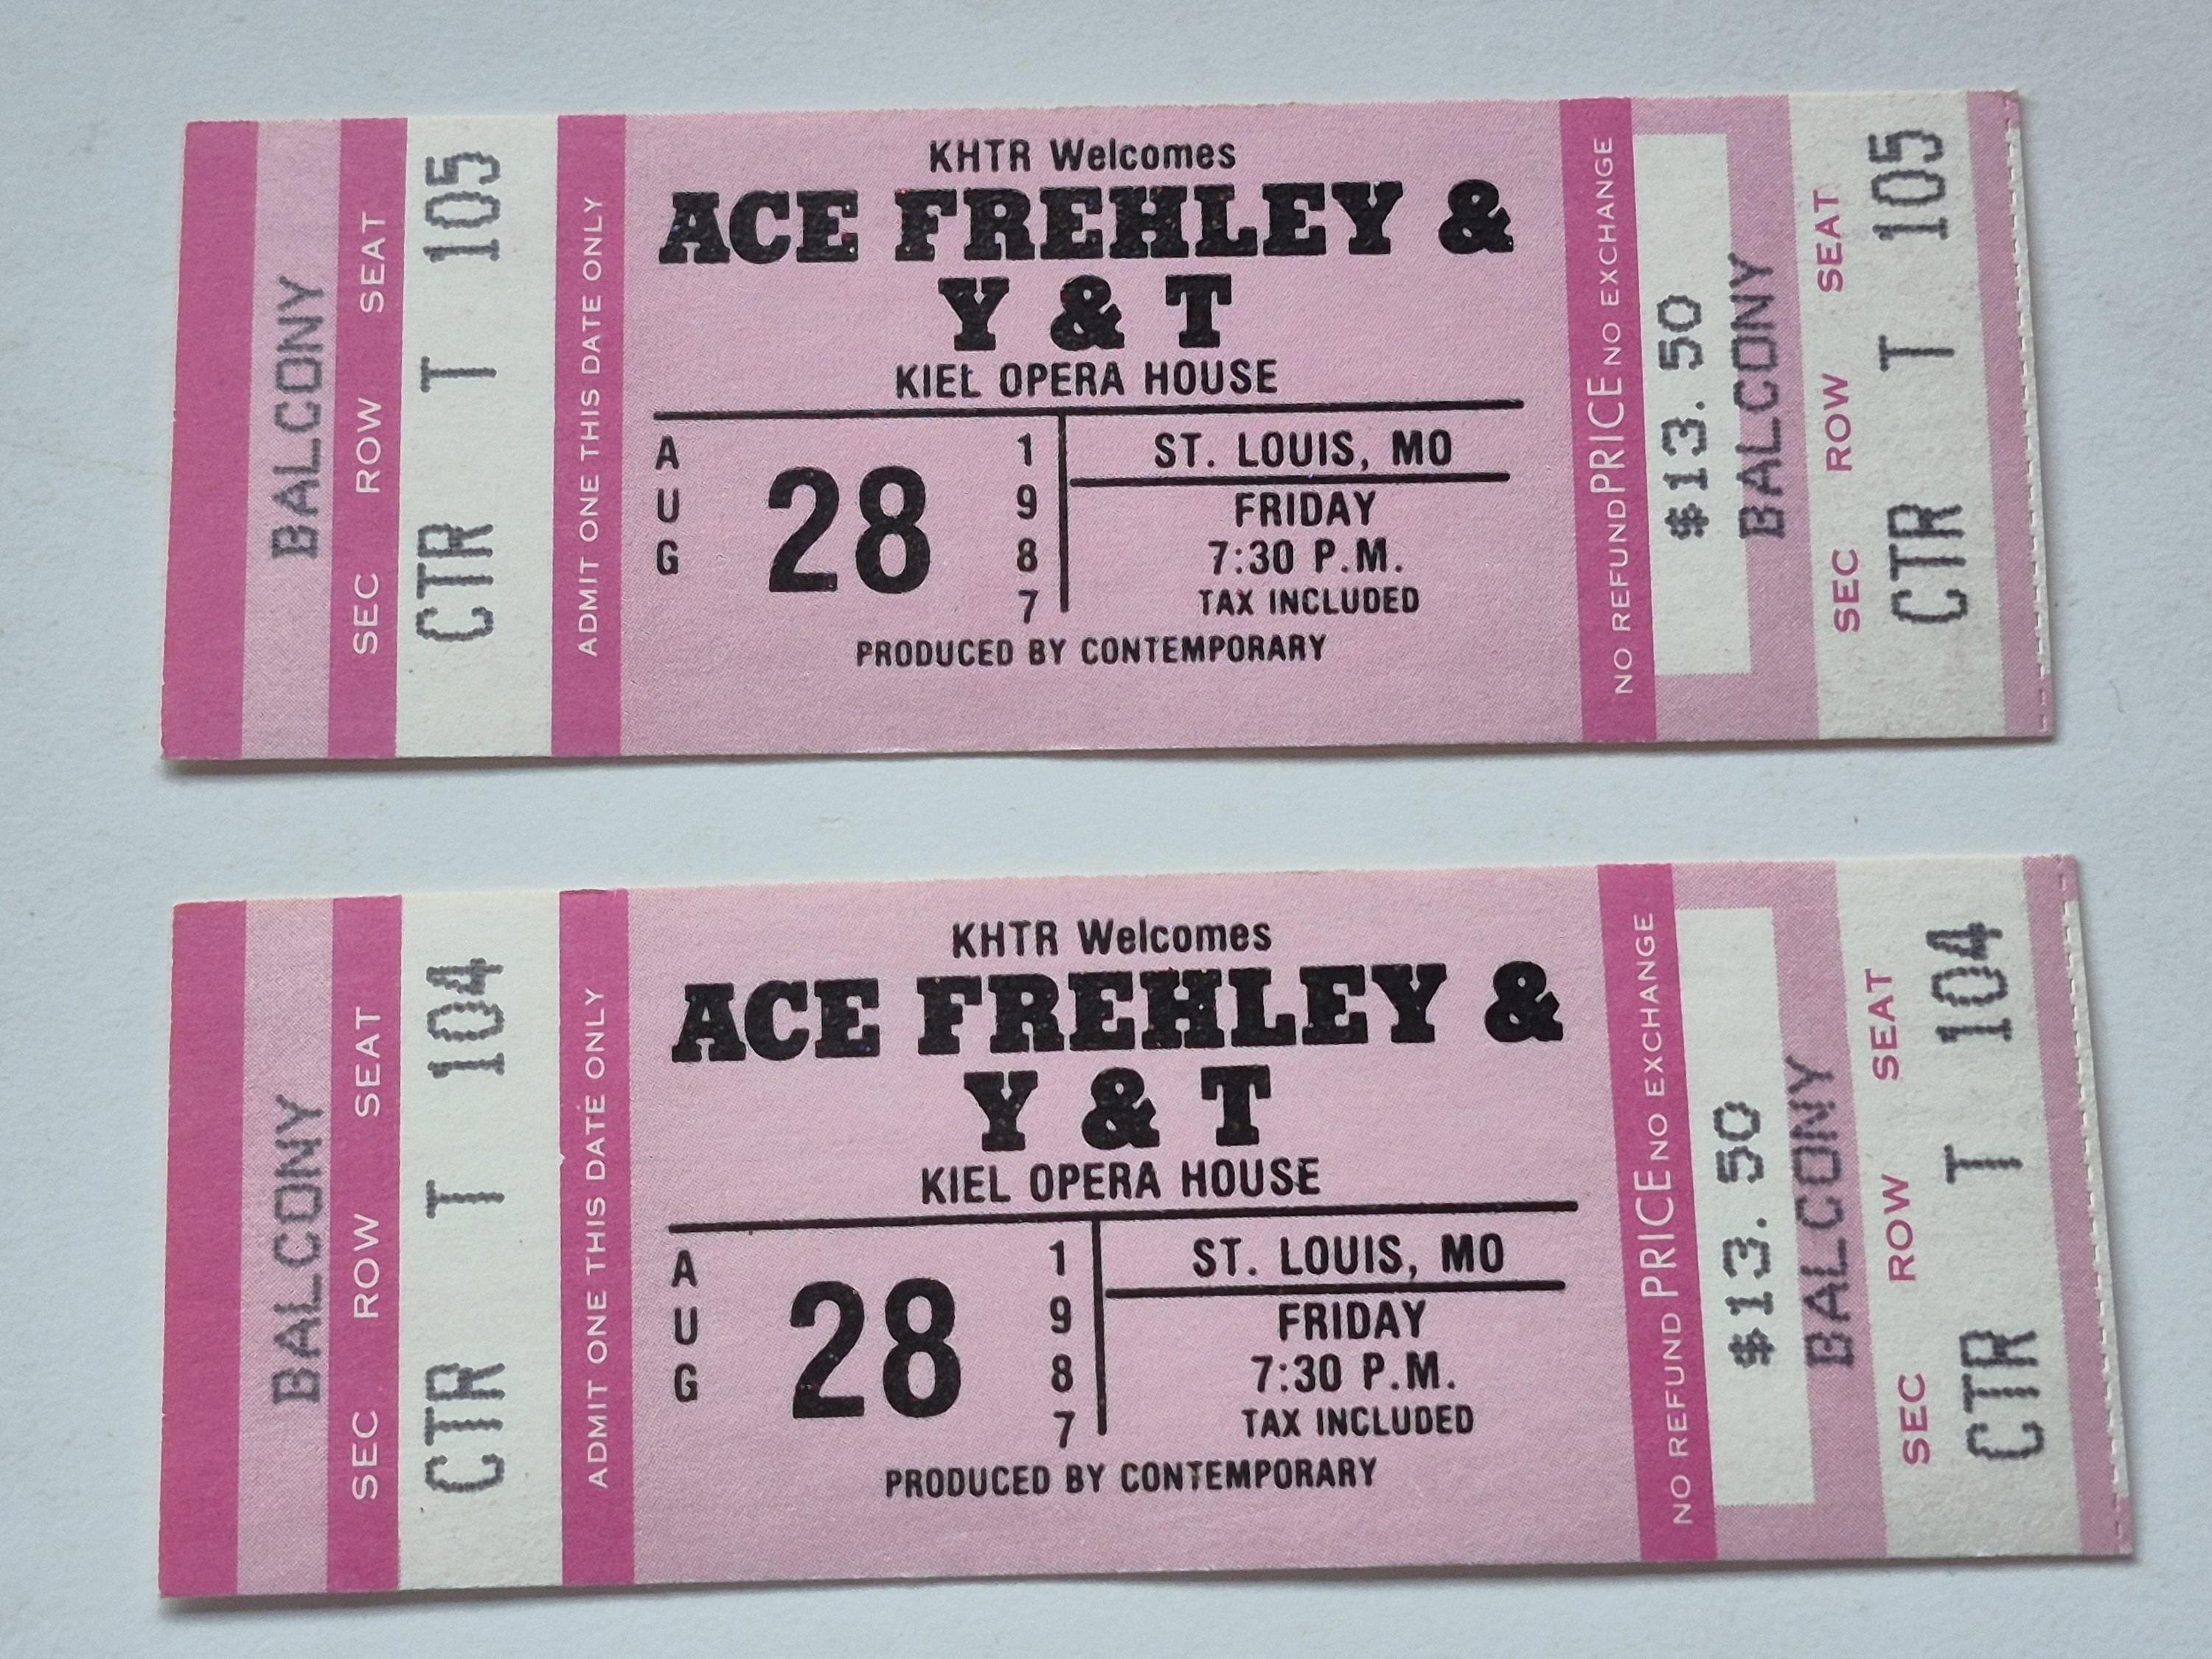 BALCONY
SEC ROW SEAT
CTR T 105
ADMIT ONE THIS DATE ONLY
KHTR Welcomes
ACE FREHLEY &
Y & T
KIEL OPERA HOUSE
AUG
28
1987
ST. LOUIS, MO
FRIDAY
7:30 P.M.
TAX INCLUDED
PRODUCED BY CONTEMPORARY
NO REFUND PRICE NO EXCHANGE
$13.50
BALCONY
SEC ROW SEAT
CTR T 105
BALCONY
SEC ROW SEAT
CTR T 104
ADMIT ONE THIS DATE ONLY
KHTR Welcomes
ACE FREHLEY &
Y & T
KIEL OPERA HOUSE
AUG
28
1987
ST. LOUIS, MO
FRIDAY
7:30 P.M.
TAX INCLUDED
PRODUCED BY CONTEMPORARY
NO REFUND PRICE NO EXCHANGE
$13.50
BALCONY
SEC ROW SEAT
CTR T 104